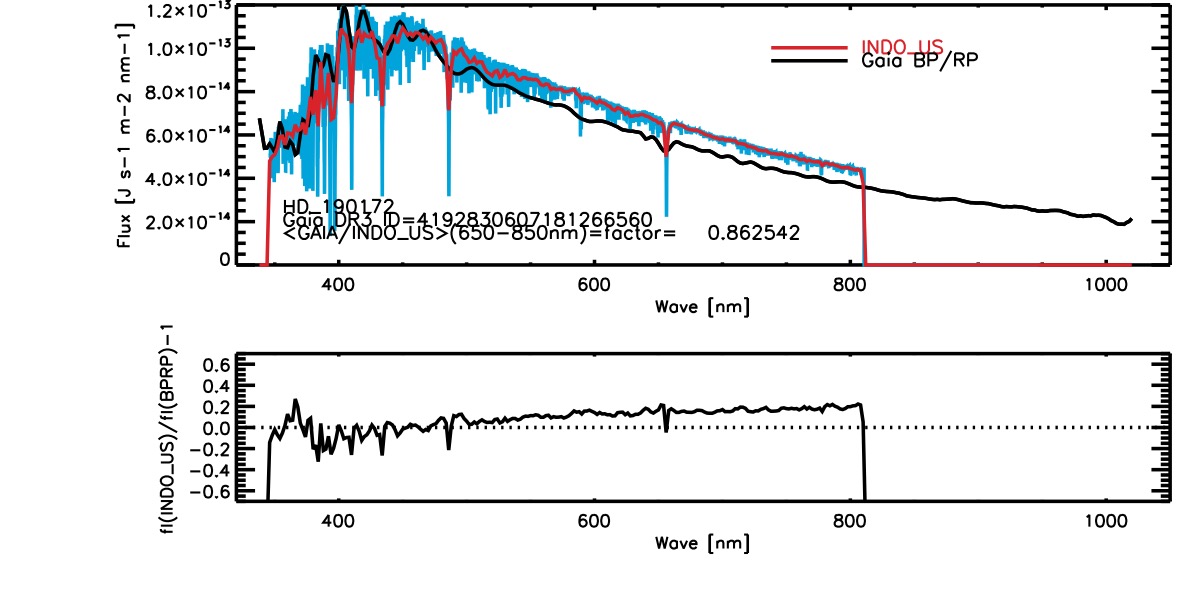 1.2×10−13
1.0×10−13
8.0×10−14
6.0×10−14
4.0×10−14
2.0×10−14
0
Flux [J s−1 m−2 nm−1]
INDO_US
Gaia BP/RP
HD_190172
Gaia DR3 ID=4192830607181266560
<GAIA/INDO_US>(650−850nm)=factor= 0.862542
400 600 800 1000
Wave [nm]
fl(INDO_US)/fl(BPRP)−1
0.6
0.4
0.2
0.0
−0.2
−0.4
−0.6
400 600 800 1000
Wave [nm]